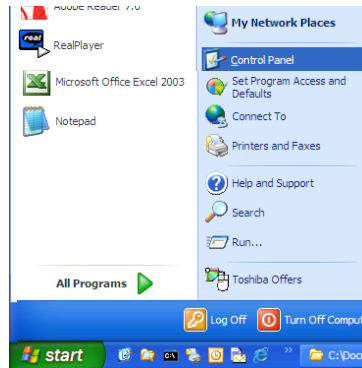 Adobe Reader 7.0
RealPlayer
Microsoft Office Excel 2003
Notepad
All Programs
My Network Places
Control Panel
Set Program Access and
Defaults
Connect To
Printers and Faxes
Help and Support
Search
Run...
Toshiba Offers
Log Off
Turn Off Comput
start
C:\Doc